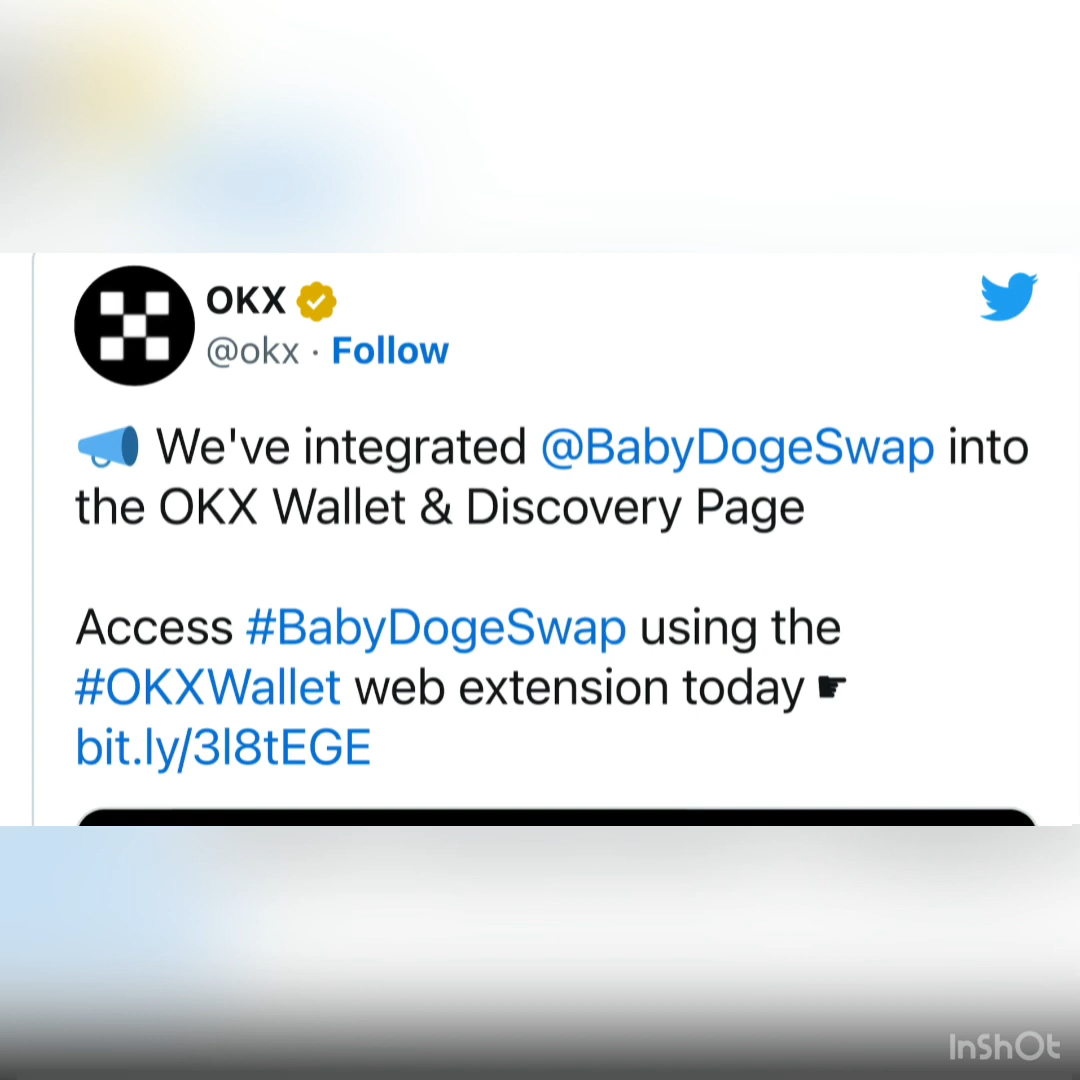 OKX
@okx · Follow
📣 We've integrated @BabyDogeSwap into
the OKX Wallet & Discovery Page
Access #BabyDogeSwap using the
#OKXWallet web extension today ☛
bit.ly/3l8tEGE
InShOt